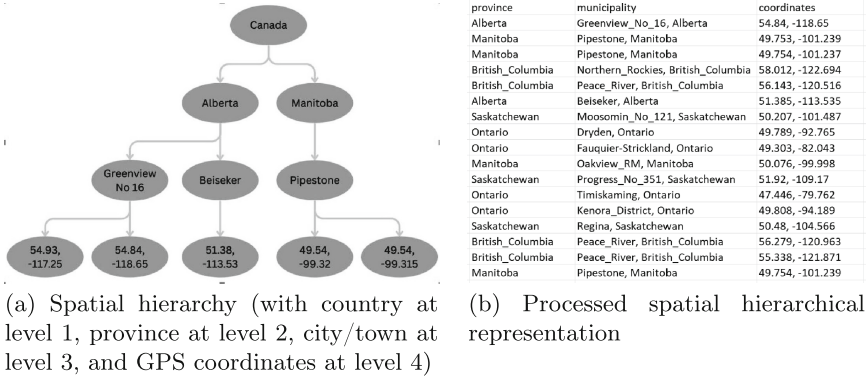 Canada
Alberta
Manitoba
Greenview
No 16
Beiseker
Pipestone
54.93,
-117.25
54.84,
-118.65
51.38,
-113.53
49.54,
-99.32
49.54,
-99.315
(a) Spatial hierarchy (with country at
level 1, province at level 2, city/town at
level 3, and GPS coordinates at level 4)
province municipality coordinates
Alberta Greenview_No_16, Alberta 54.84, -118.65
Manitoba Pipestone, Manitoba 49.753, -101.239
Manitoba Pipestone, Manitoba 49.754, -101.237
British_Columbia Northern_Rockies, British_Columbia 58.012, -122.694
British_Columbia Peace_River, British_Columbia 56.143, -120.516
Alberta Beiseker, Alberta 51.385, -113.535
Saskatchewan Moosomin_No_121, Saskatchewan 50.207, -101.487
Ontario Dryden, Ontario 49.789, -92.765
Ontario Fauquier-Strickland, Ontario 49.303, -82.043
Manitoba Oakview_RM, Manitoba 50.076, -99.998
Saskatchewan Progress_No_351, Saskatchewan 51.92, -109.17
Ontario Timiskaming, Ontario 47.446, -79.762
Ontario Kenora_District, Ontario 49.808, -94.189
Saskatchewan Regina, Saskatchewan 50.48, -104.566
British_Columbia Peace_River, British_Columbia 56.279, -120.963
British_Columbia Peace_River, British_Columbia 55.338, -121.871
Manitoba Pipestone, Manitoba 49.754, -101.239
(b) Processed spatial hierarchical
representation